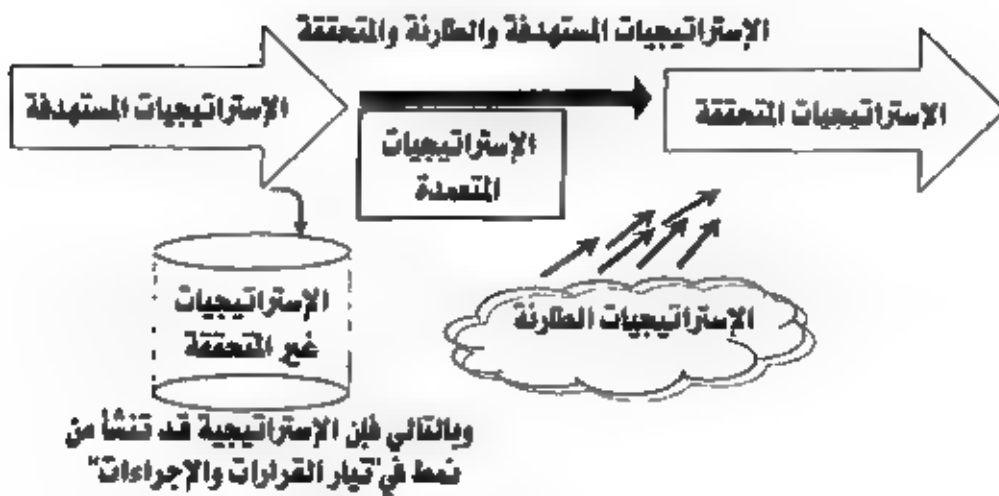 الإستراتيجيات المستهدفة والطارئة والمتحققة
الإستراتيجيات المستهدفة
الإستراتيجيات المتحققة
الإستراتيجيات
المتعمدة
الإستراتيجيات
غير المتحققة
الإستراتيجيات الطارئة
وبالتالي فإن الإستراتيجية قد تنشأ من
نمط في "تيار القرارات والإجراءات"